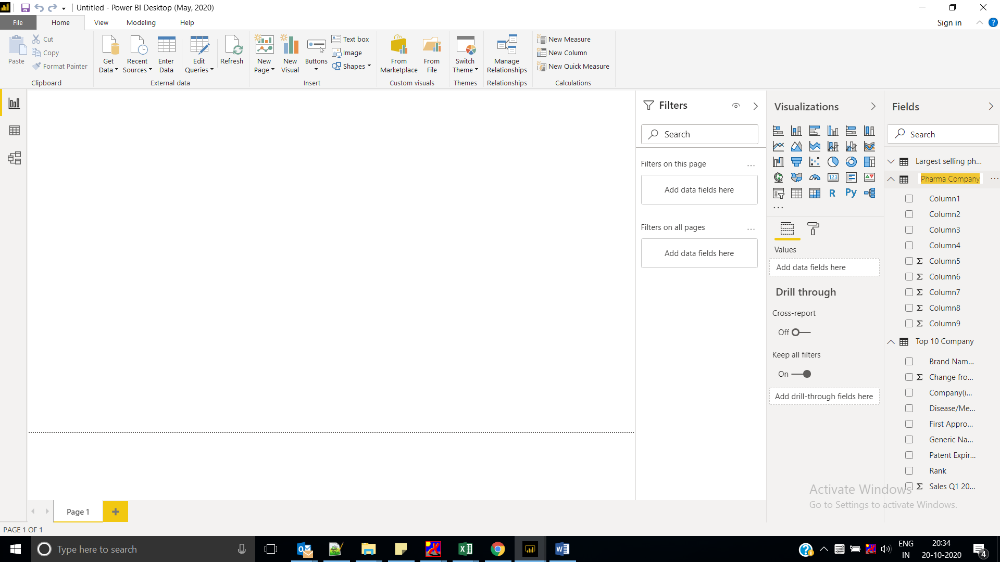 Untitled - Power BI Desktop (May, 2020)
File Home View Modeling Help Sign in
Paste
Cut
Copy
Format Painter
Clipboard
Get Data
Recent Sources
Enter Data
Edit Queries
Refresh
External data
New Page
New Visual
Buttons
Text box
Image
Shapes
Insert
From Marketplace
From File
Custom visuals
Switch Theme
Themes
Manage Relationships
Relationships
New Measure
New Column
New Quick Measure
Calculations
Filters
Search
Filters on this page ...
Add data fields here
Filters on all pages ...
Add data fields here
Visualizations
123
R Py
...
Values
Add data fields here
Drill through
Cross-report
Off
Keep all filters
On
Add drill-through fields here
Fields
Search
Largest selling ph...
Pharma Company ...
Column1
Column2
Column3
Column4
Σ Column5
Σ Column6
Σ Column7
Σ Column8
Σ Column9
Top 10 Company
Brand Nam...
Σ Change fro...
Company(i...
Disease/Me...
First Appro...
Generic Na...
Patent Expir...
Rank
Σ Sales Q1 20...
Activate Windows
Go to Settings to activate Windows.
Page 1 +
PAGE 1 OF 1
Type here to search
ENG
IN
20:34
20-10-2020
4